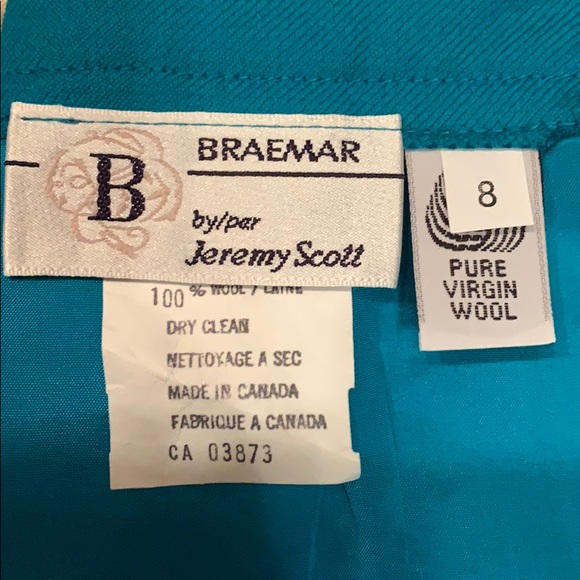 B
BRAEMAR
by/par
Jeremy Scott
100 % WOOL / LAINE
DRY CLEAN
NETTOYAGE A SEC
MADE IN CANADA
FABRIQUE A CANADA
CA 03873
8
PURE
VIRGIN
WOOL